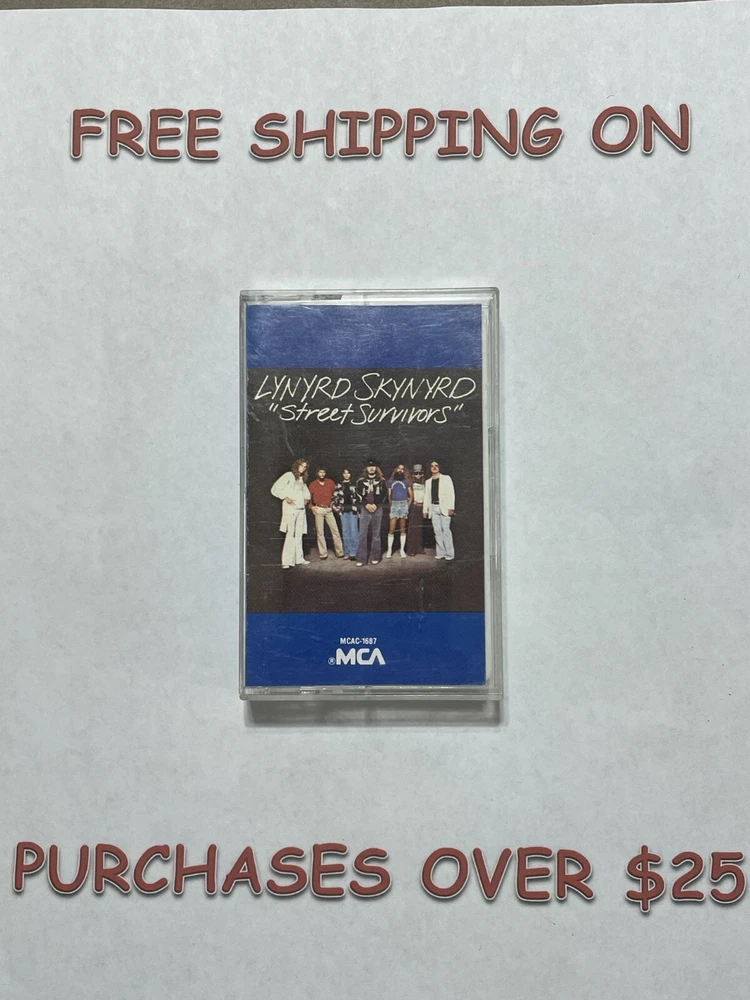 FREE SHIPPING ON
LYNYRD SKYNYRD
"Street Survivors"
MCAC-1687
®MCA
PURCHASES OVER $25